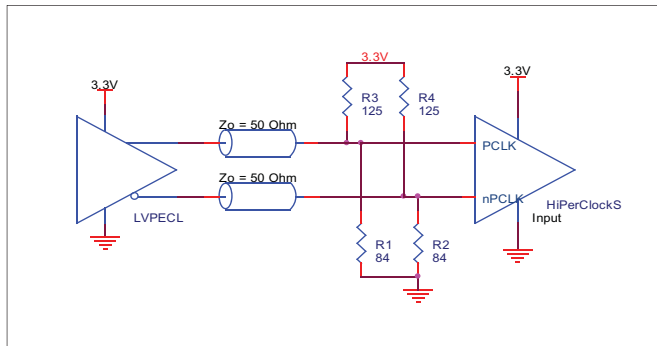 3.3V
3.3V
3.3V
R3
125
R4
125
Zo = 50 Ohm
PCLK
Zo = 50 Ohm
nPCLK
HiPerClockS
Input
LVPECL
R1
84
R2
84